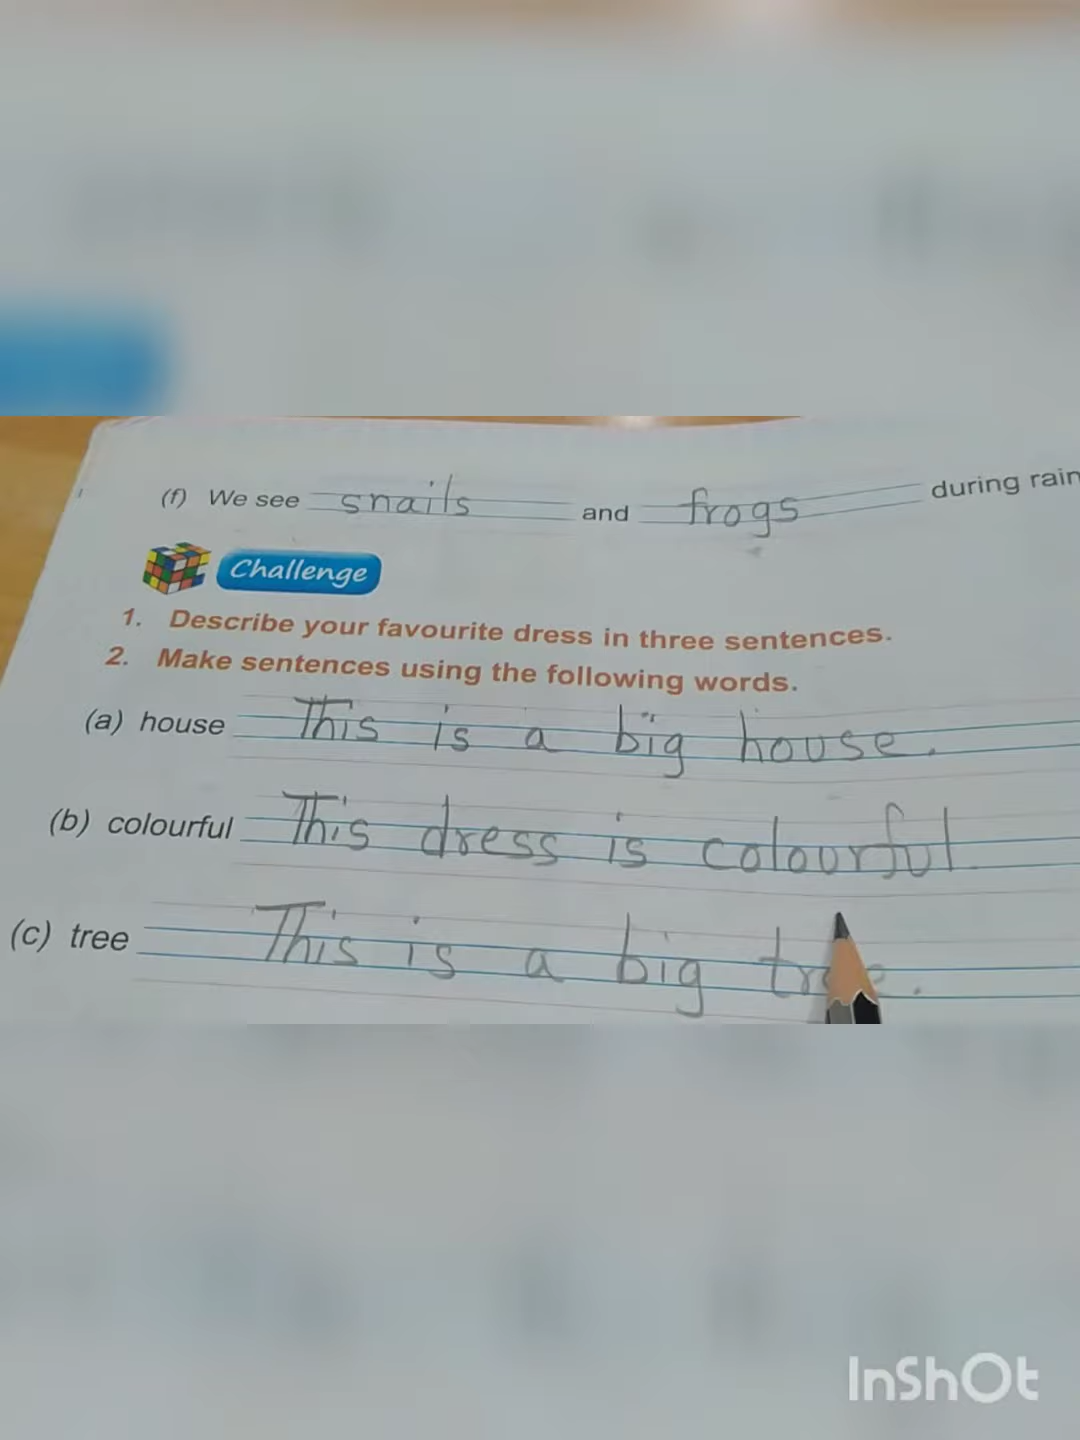 (f) We see snails and frogs during rain
Challenge
1. Describe your favourite dress in three sentences.
2. Make sentences using the following words.
(a) house This is a big house.
(b) colourful This dress is colourful
(c) tree This is a big tree.
InShOt